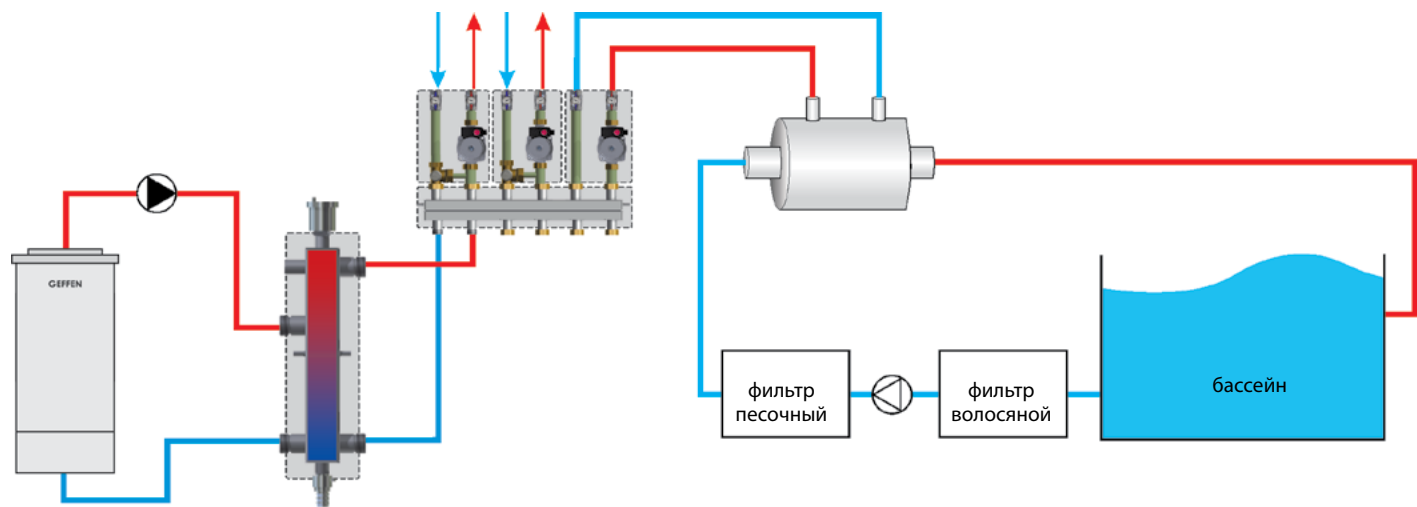 GEFFEN
фильтр
песочный
фильтр
волосяной
бассейн